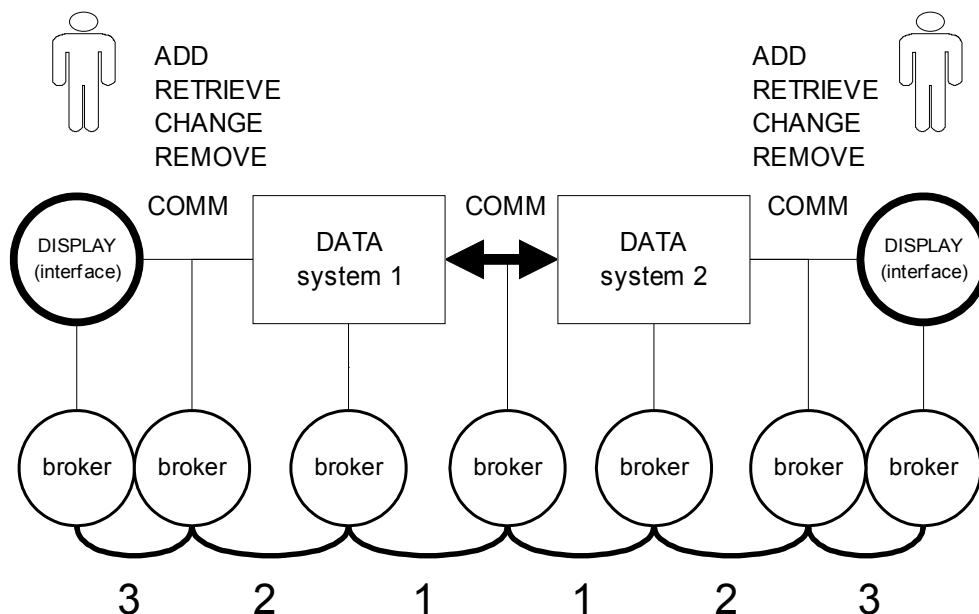 ADD
RETRIEVE
CHANGE
REMOVE
ADD
RETRIEVE
CHANGE
REMOVE
COMM
COMM
COMM
DISPLAY
(interface)
DATA
system 1
DATA
system 2
DISPLAY
(interface)
broker
broker
broker
broker
broker
broker
broker
3
2
1
1
2
3